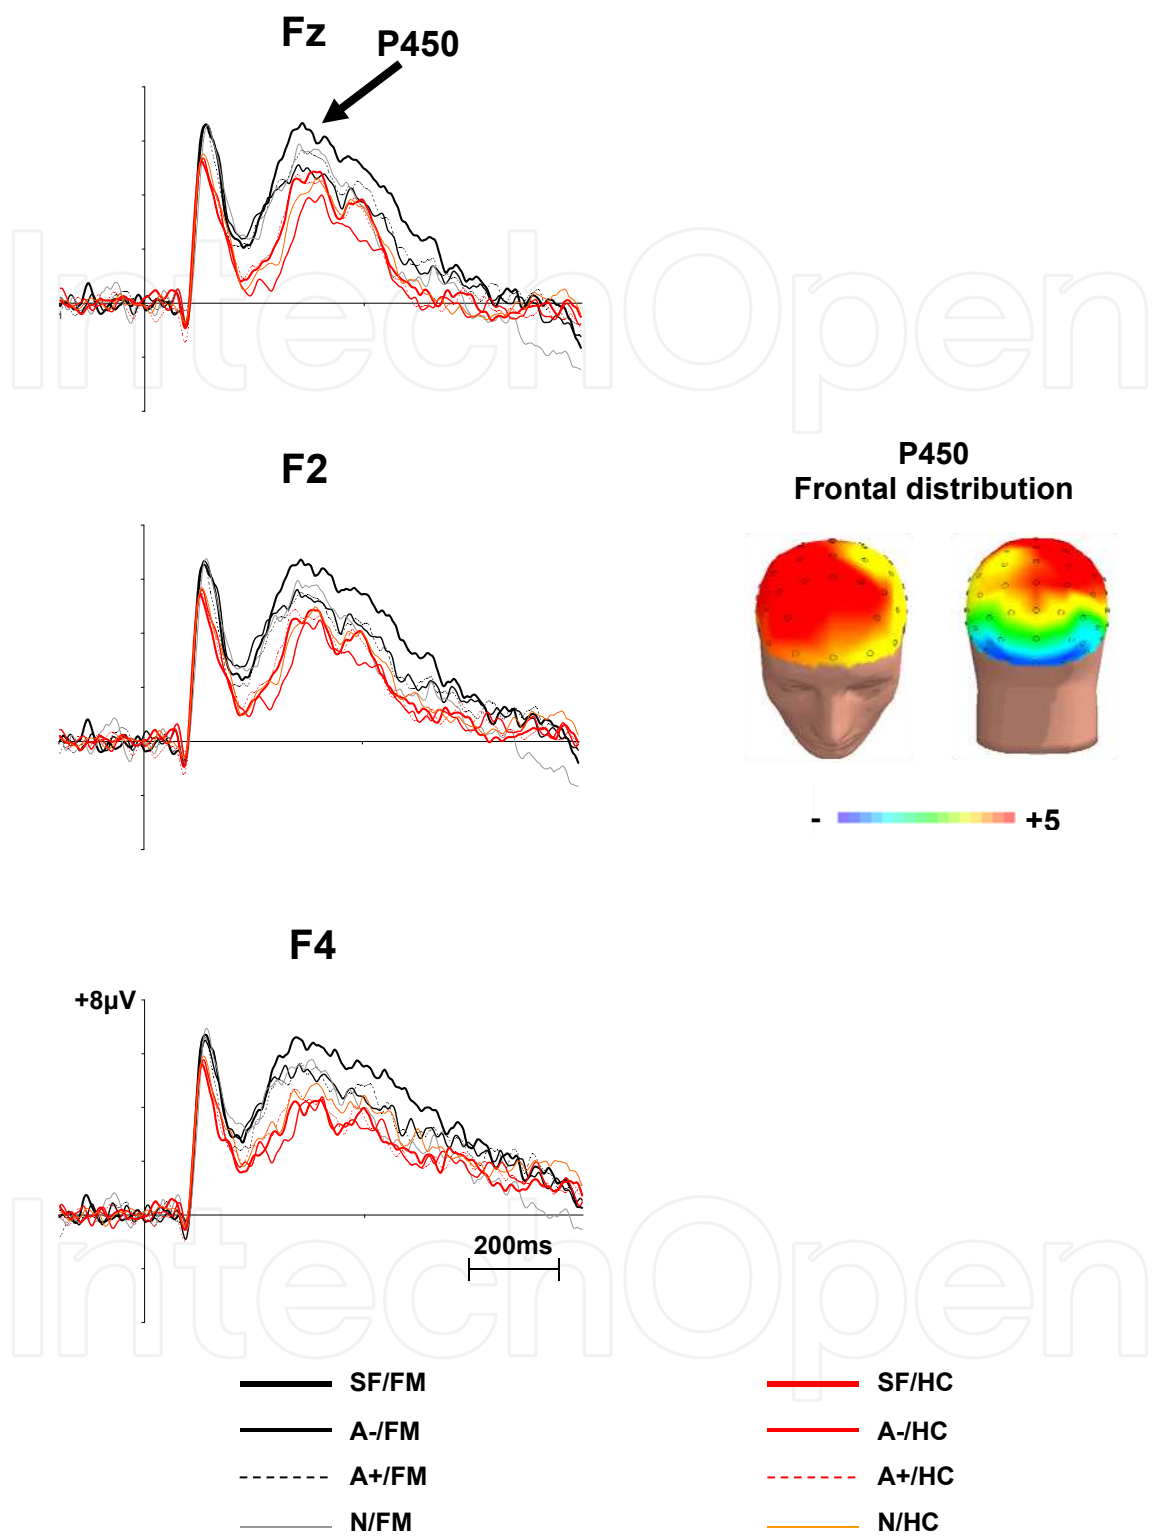 Fz
P450
IntechOpen
F2
P450
Frontal distribution
- +5
F4
+8µV
200ms
IntechOpen
SF/FM
SF/HC
A-/FM
A-/HC
A+/FM
A+/HC
N/FM
N/HC